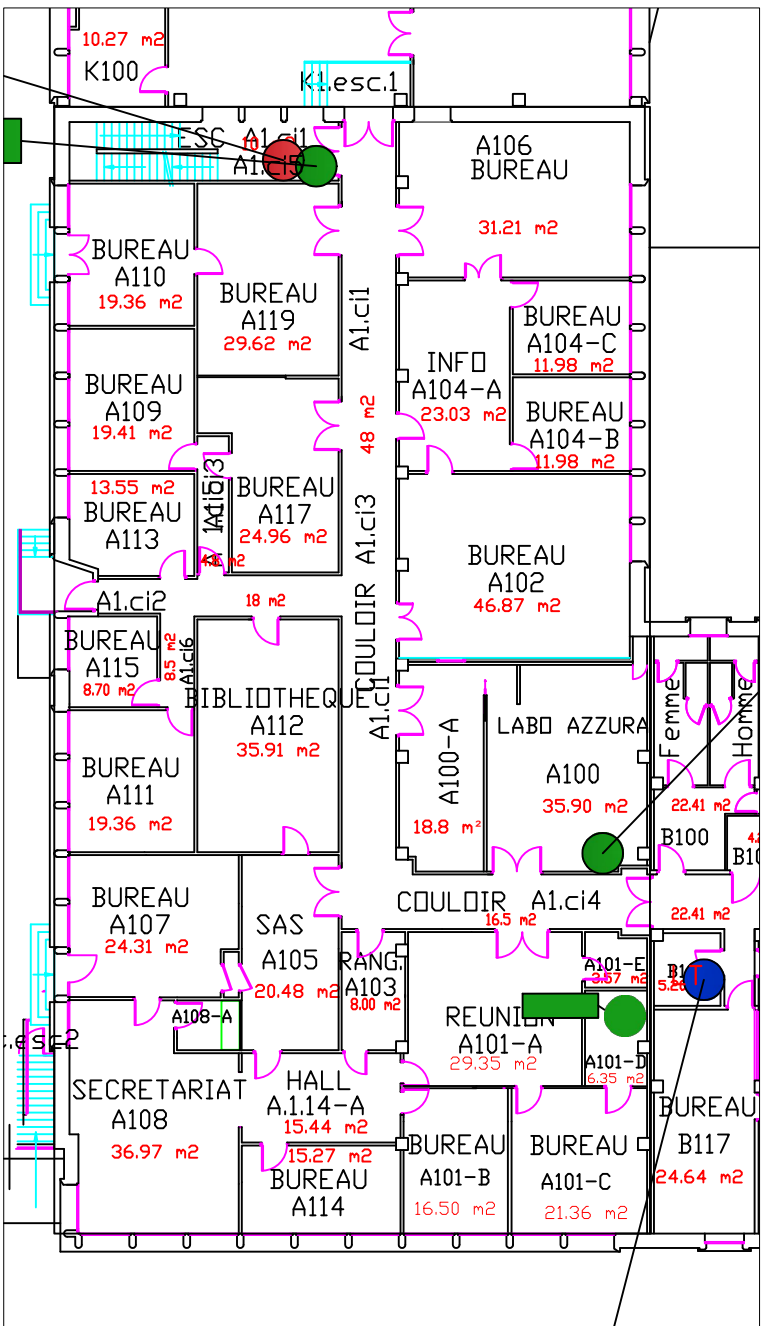 10.27 m2
K100
K1.esc.1
ESC A1.ci1
A1.ci5
A106
BUREAU
31.21 m2
BUREAU
A110
19.36 m2
BUREAU
A119
29.62 m2
A1.ci1
BUREAU
A104-C
11.98 m2
INFO
A104-A
23.03 m2
BUREAU
A104-B
11.98 m2
BUREAU
A109
19.41 m2
48 m2
13.55 m2
BUREAU
A113
BUREAU
A117
24.96 m2
A1.ci3
BUREAU
A102
46.87 m2
A1.ci2
18 m2
COULOIR
BUREAU
A115
8.70 m2
8.5 m2
A1.ci6
BIBLIOTHEQUE
A112
35.91 m2
A1.ci1
A100-A
18.8 m²
LABO AZZURA
A100
35.90 m2
Femme
Homme
22.41 m2
B100
BUREAU
A111
19.36 m2
BUREAU
A107
24.31 m2
SAS
A105
20.48 m2
COULOIR A1.ci4
16.5 m2
22.41 m2
RANG.
A103
8.00 m2
A101-E
3.57 m2
T
REUNION
A101-A
29.35 m2
A101-D
6.35 m2
A108-A
SECRETARIAT
A108
36.97 m2
HALL
A.1.14-A
15.44 m2
15.27 m2
BUREAU
A114
BUREAU
A101-B
16.50 m2
BUREAU
A101-C
21.36 m2
BUREAU
B117
24.64 m2